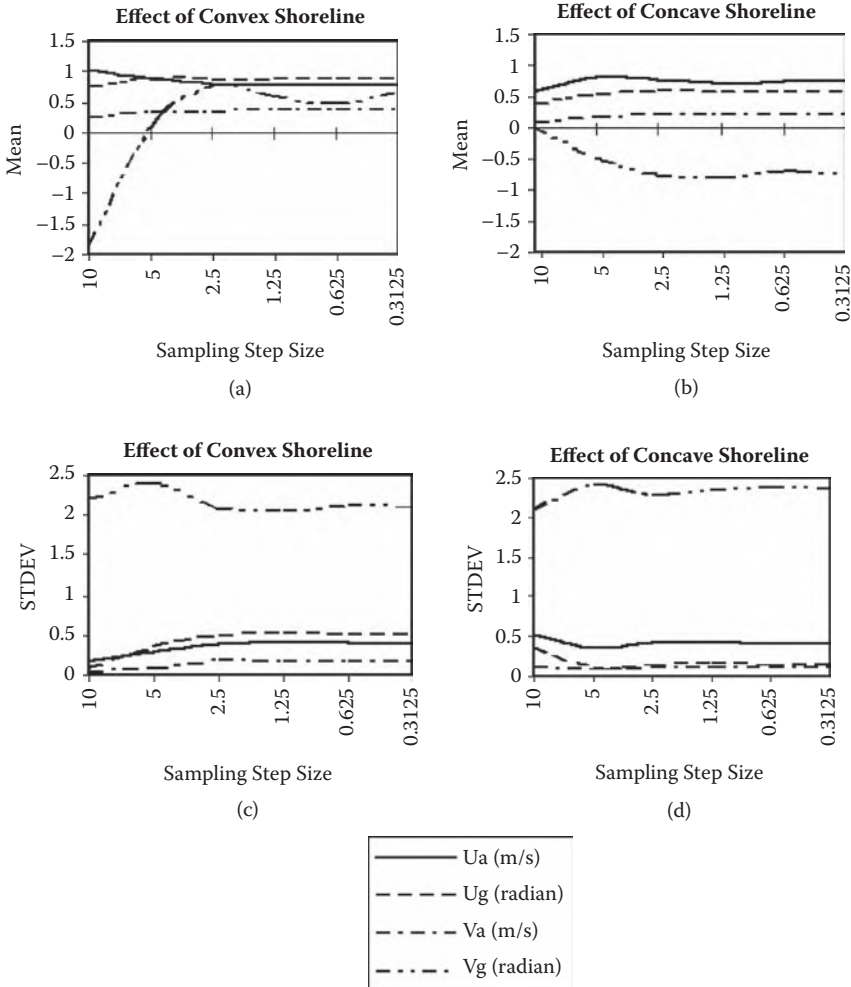 Effect of Convex Shoreline
1.5
1
0.5
0
−0.5
−1
−1.5
−2
Mean
10
5
2.5
1.25
0.625
0.3125
Sampling Step Size
(a)
Effect of Concave Shoreline
1.5
1
0.5
0
−0.5
−1
−1.5
−2
Mean
10
5
2.5
1.25
0.625
0.3125
Sampling Step Size
(b)
Effect of Convex Shoreline
2.5
2
1.5
1
0.5
0
STDEV
10
5
2.5
1.25
0.625
0.3125
Sampling Step Size
(c)
Effect of Concave Shoreline
2.5
2
1.5
1
0.5
0
STDEV
10
5
2.5
1.25
0.625
0.3125
Sampling Step Size
(d)
Ua (m/s)
Ug (radian)
Va (m/s)
Vg (radian)